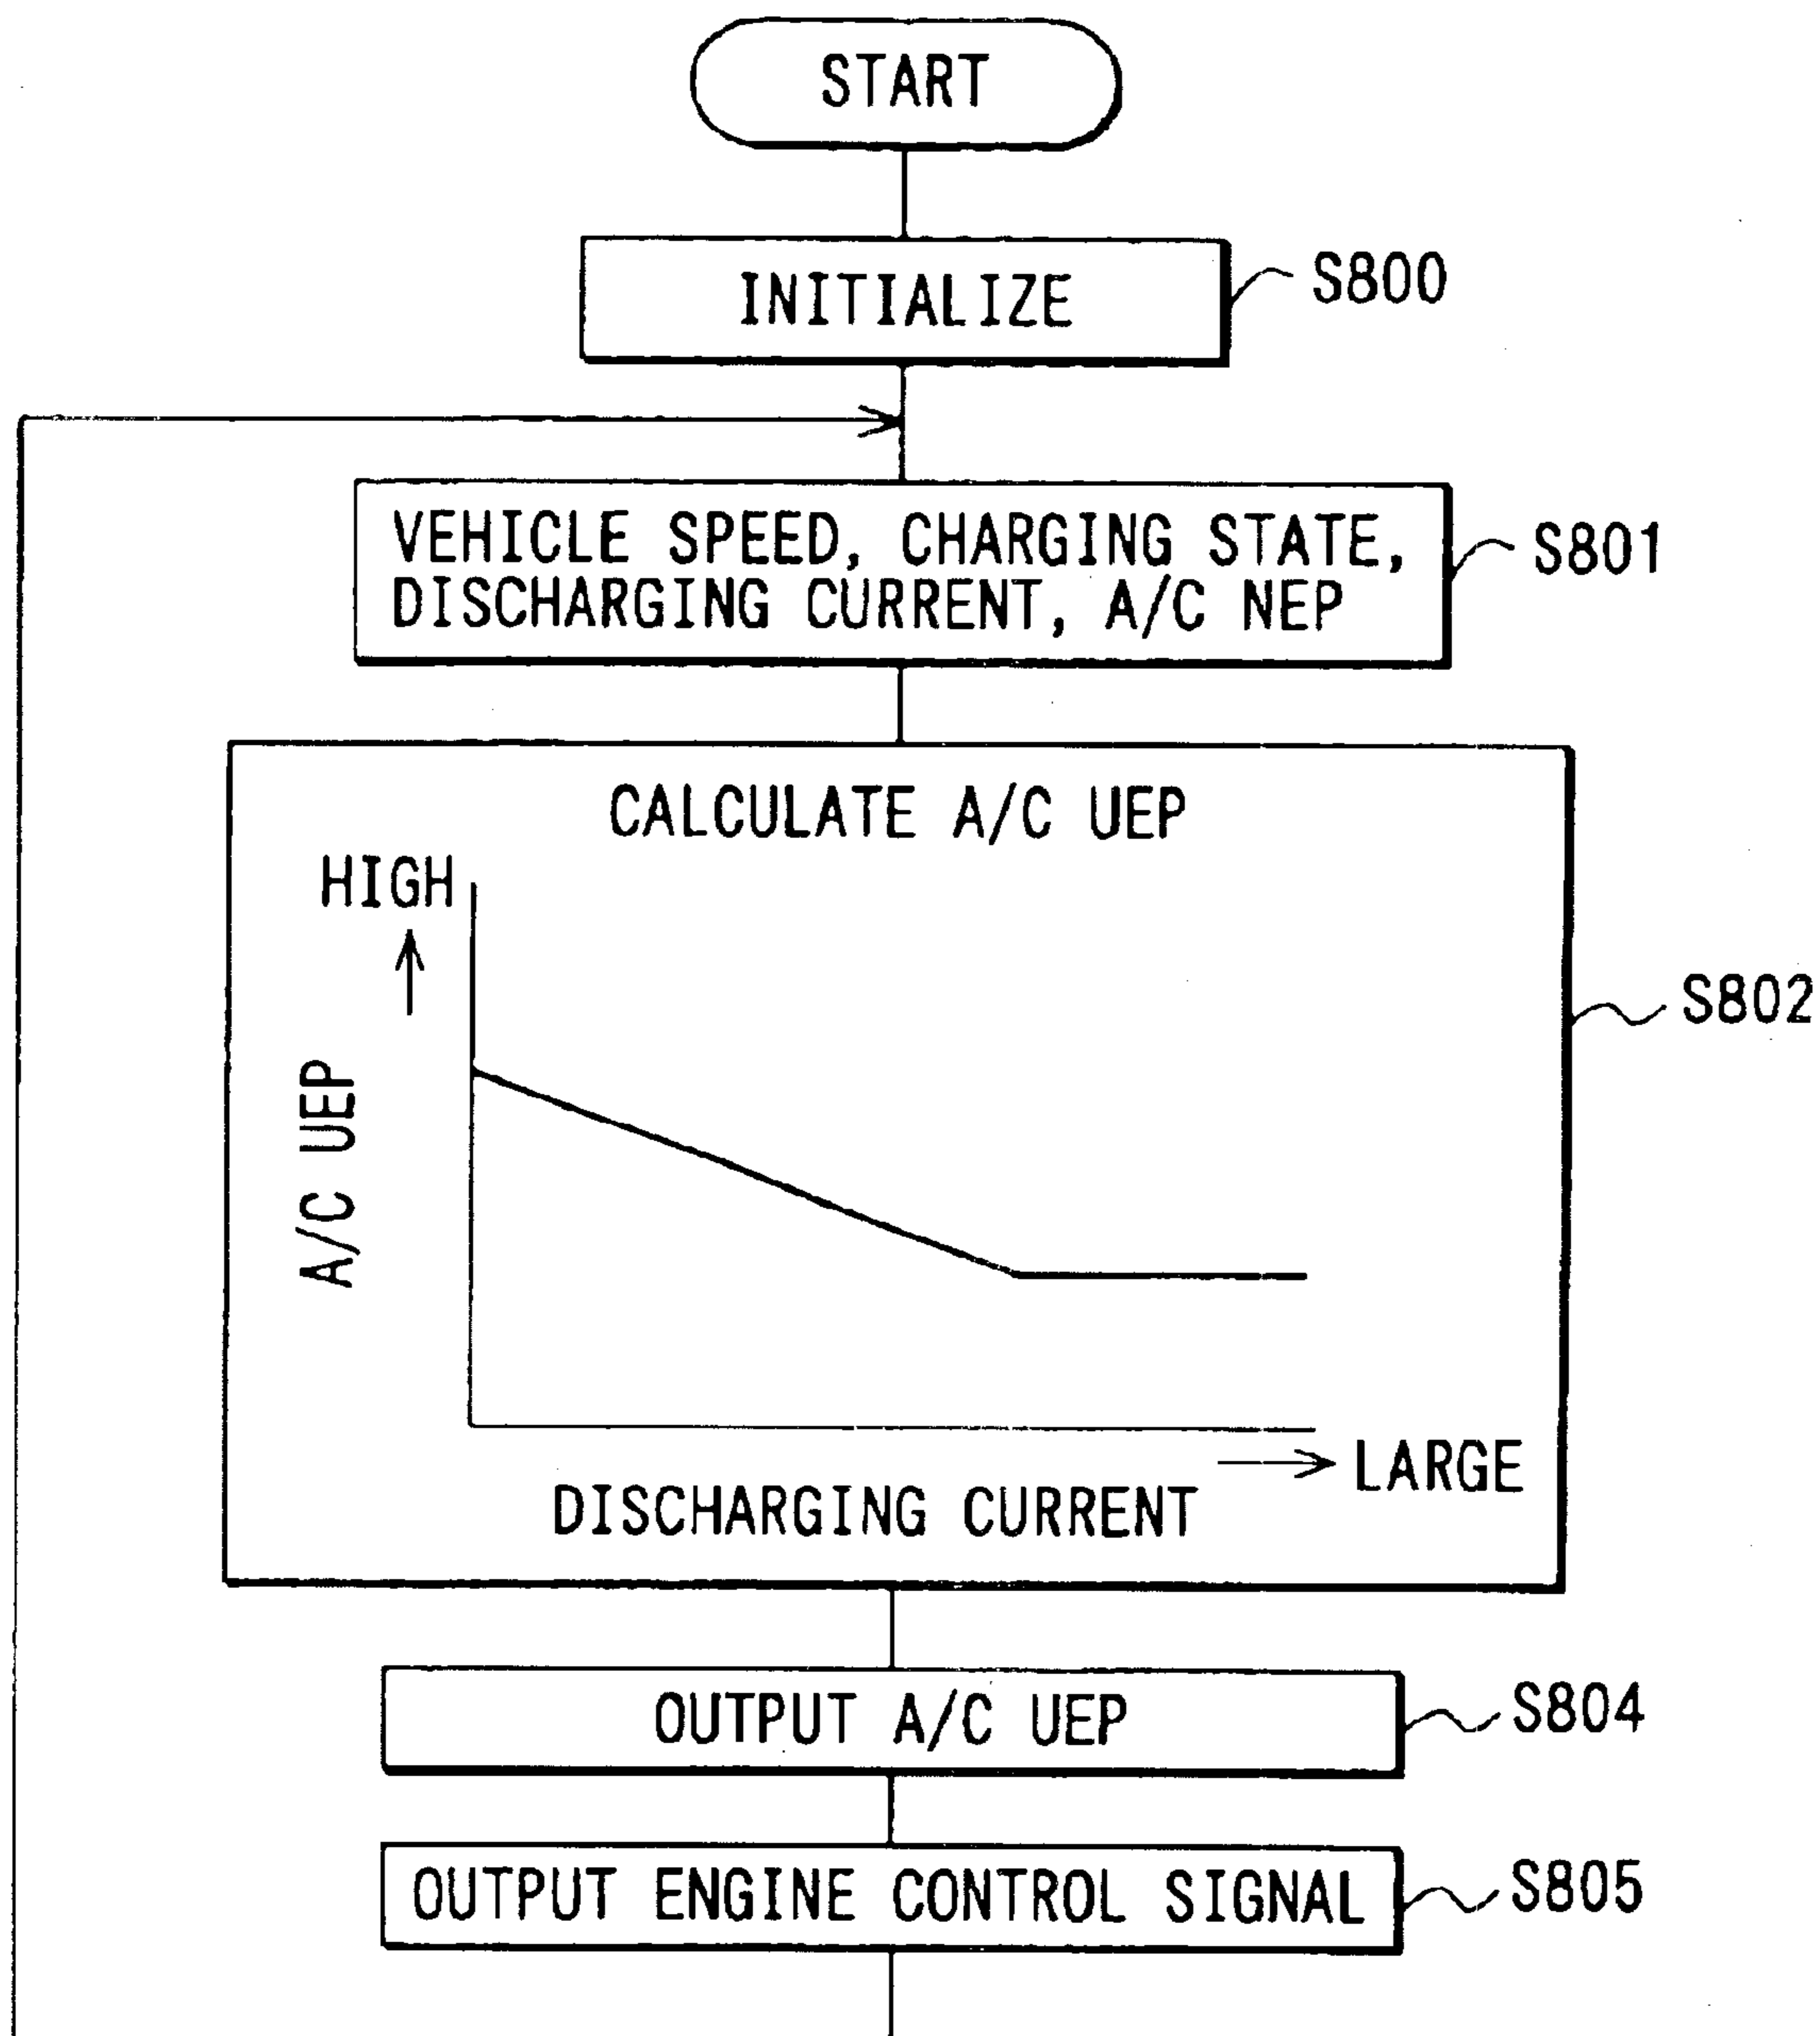 START
INITIALIZE
S800
VEHICLE SPEED, CHARGING STATE,
DISCHARGING CURRENT, A/C NEP
S801
CALCULATE A/C UEP
HIGH
A/C UEP
S802
LARGE
DISCHARGING CURRENT
OUTPUT A/C UEP
S804
OUTPUT ENGINE CONTROL SIGNAL
S805